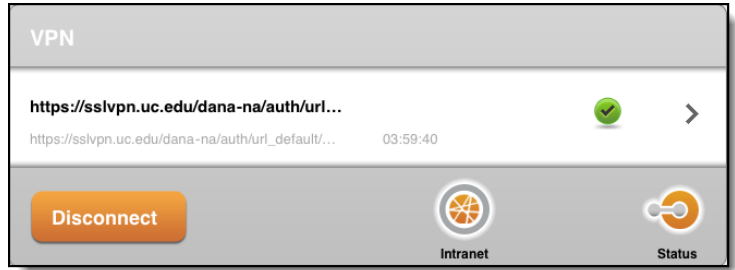 VPN
https://sslvpn.uc.edu/dana-na/auth/url...
https://sslvpn.uc.edu/dana-na/auth/url_default/... 03:59:40
Disconnect
Intranet
Status